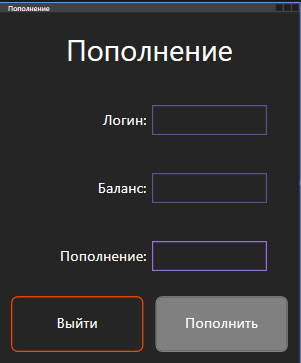 Пополнение
Пополнение
Логин:
Баланс:
Пополнение:
Выйти
Пополнить